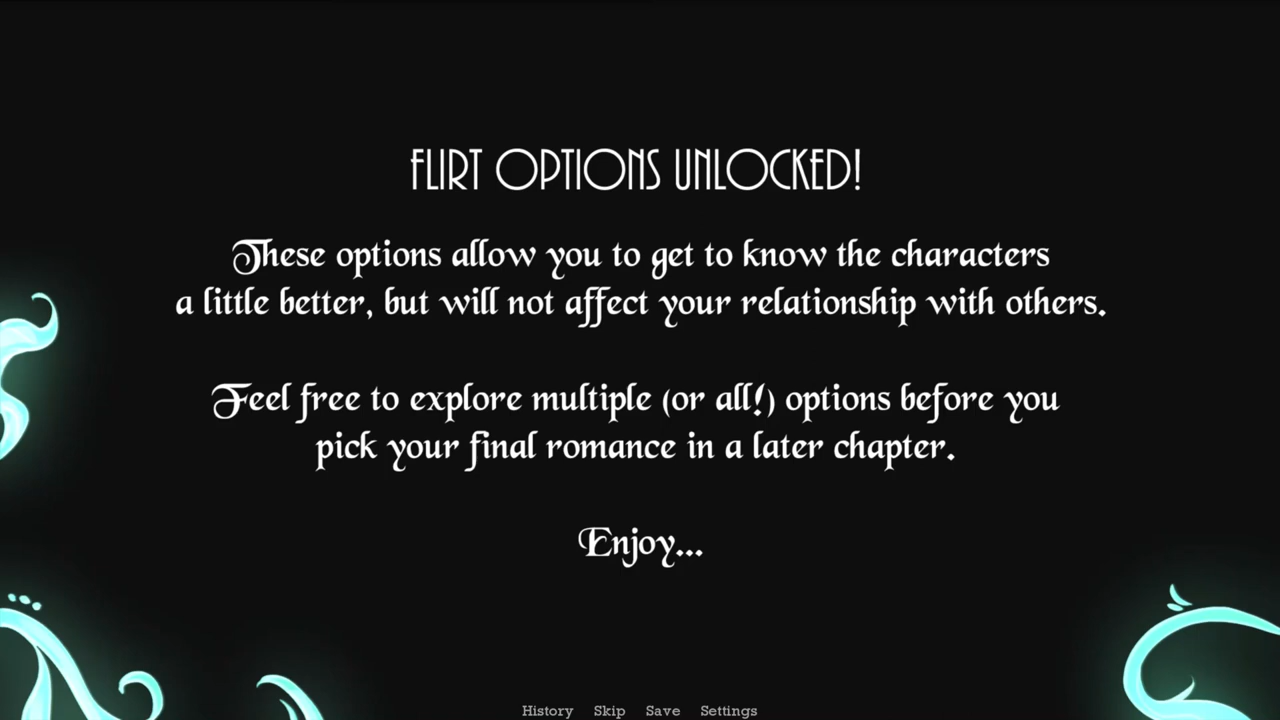 FLIRT OPTIONS UNLOCKED!
These options allow you to get to know the characters
a little better, but will not affect your relationship with others.
Feel free to explore multiple (or all!) options before you
pick your final romance in a later chapter.
Enjoy...
History Skip Save Settings